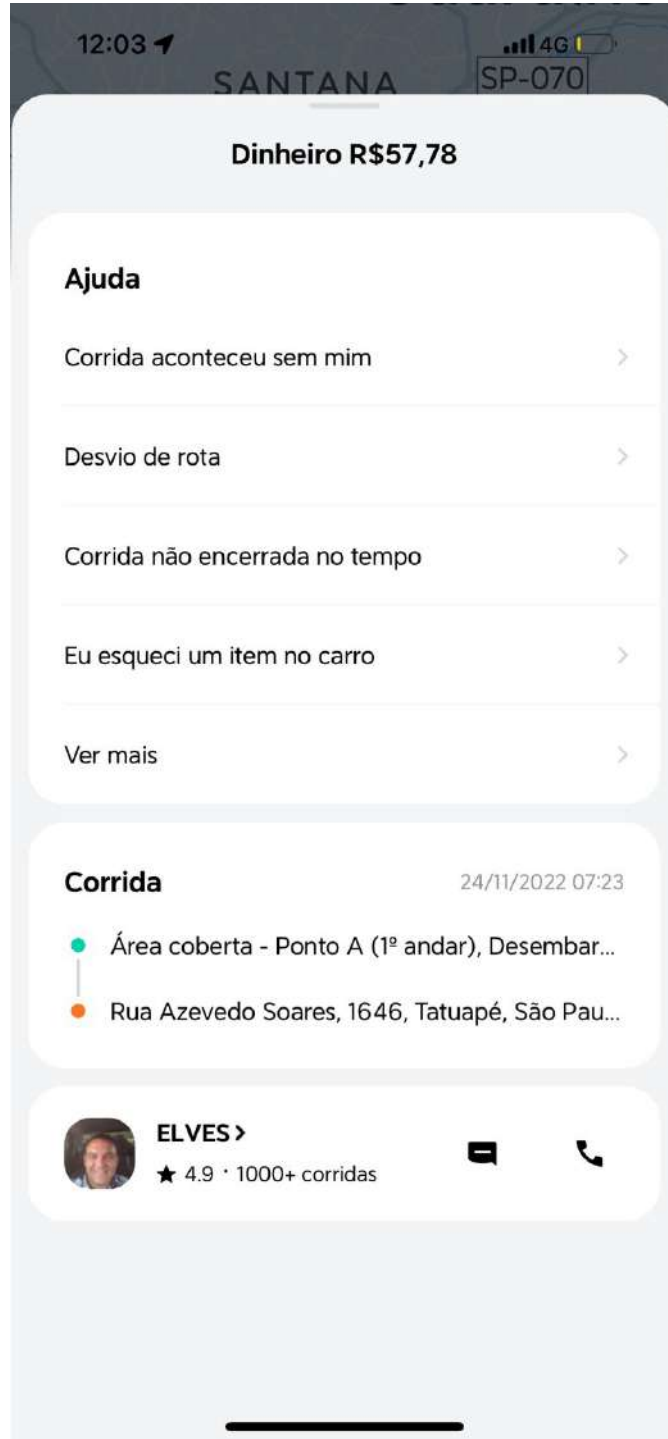 12:03
4G
SANTANA
SP-070
Dinheiro R$57,78
Ajuda
Corrida aconteceu sem mim
Desvio de rota
Corrida não encerrada no tempo
Eu esqueci um item no carro
Ver mais
Corrida
24/11/2022 07:23
Área coberta - Ponto A (1º andar), Desembar...
Rua Azevedo Soares, 1646, Tatuapé, São Pau...
ELVES >
★ 4.9 · 1000+ corridas